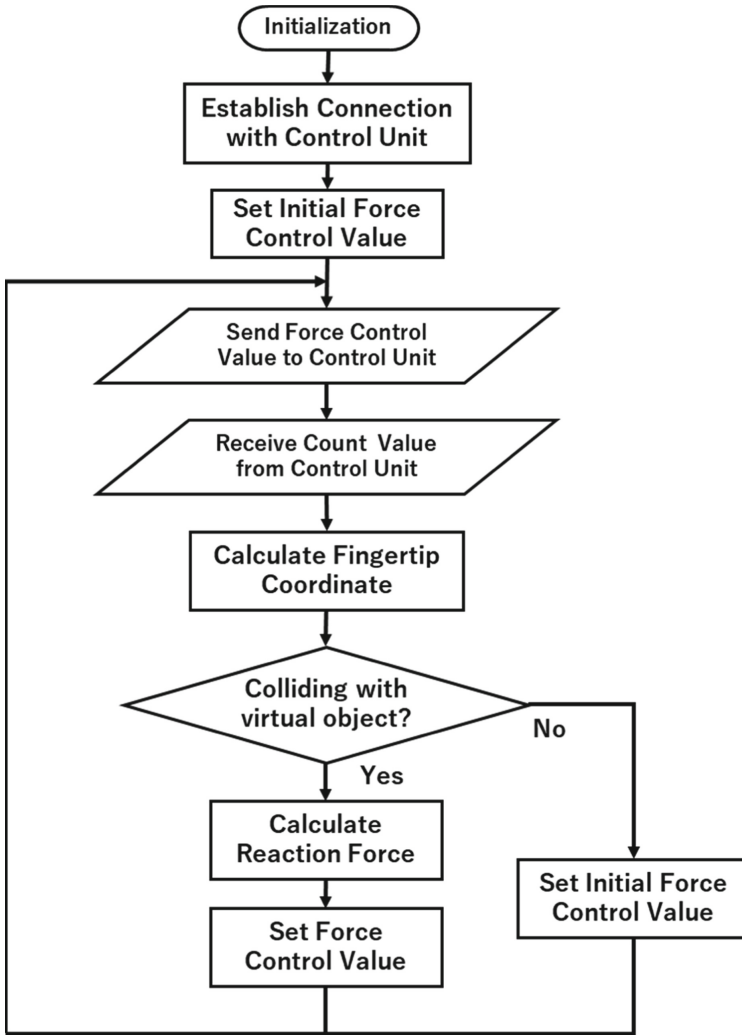 Initialization
Establish Connection
with Control Unit
Set Initial Force
Control Value
Send Force Control
Value to Control Unit
Receive Count Value
from Control Unit
Calculate Fingertip
Coordinate
Colliding with
virtual object?
No
Yes
Calculate
Reaction Force
Set Initial Force
Control Value
Set Force
Control Value